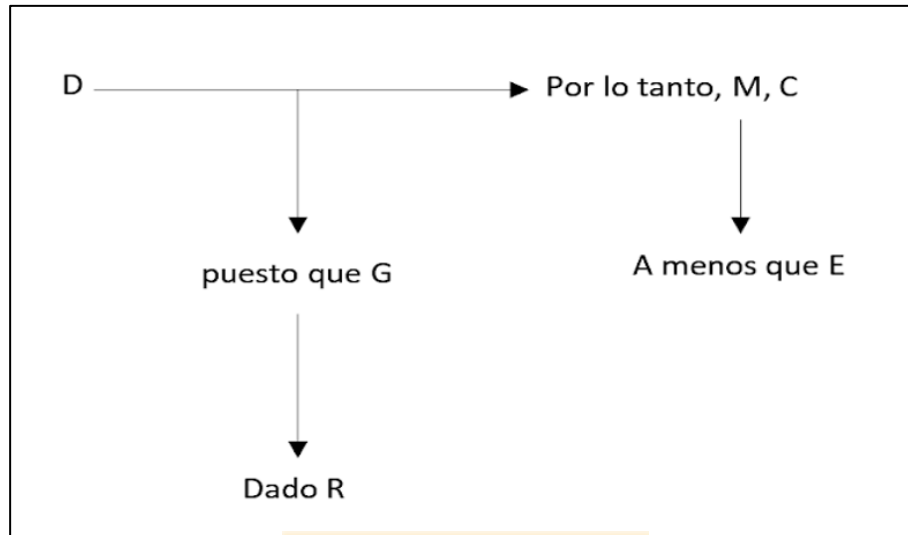 D
Por lo tanto, M, C
puesto que G
A menos que E
Dado R